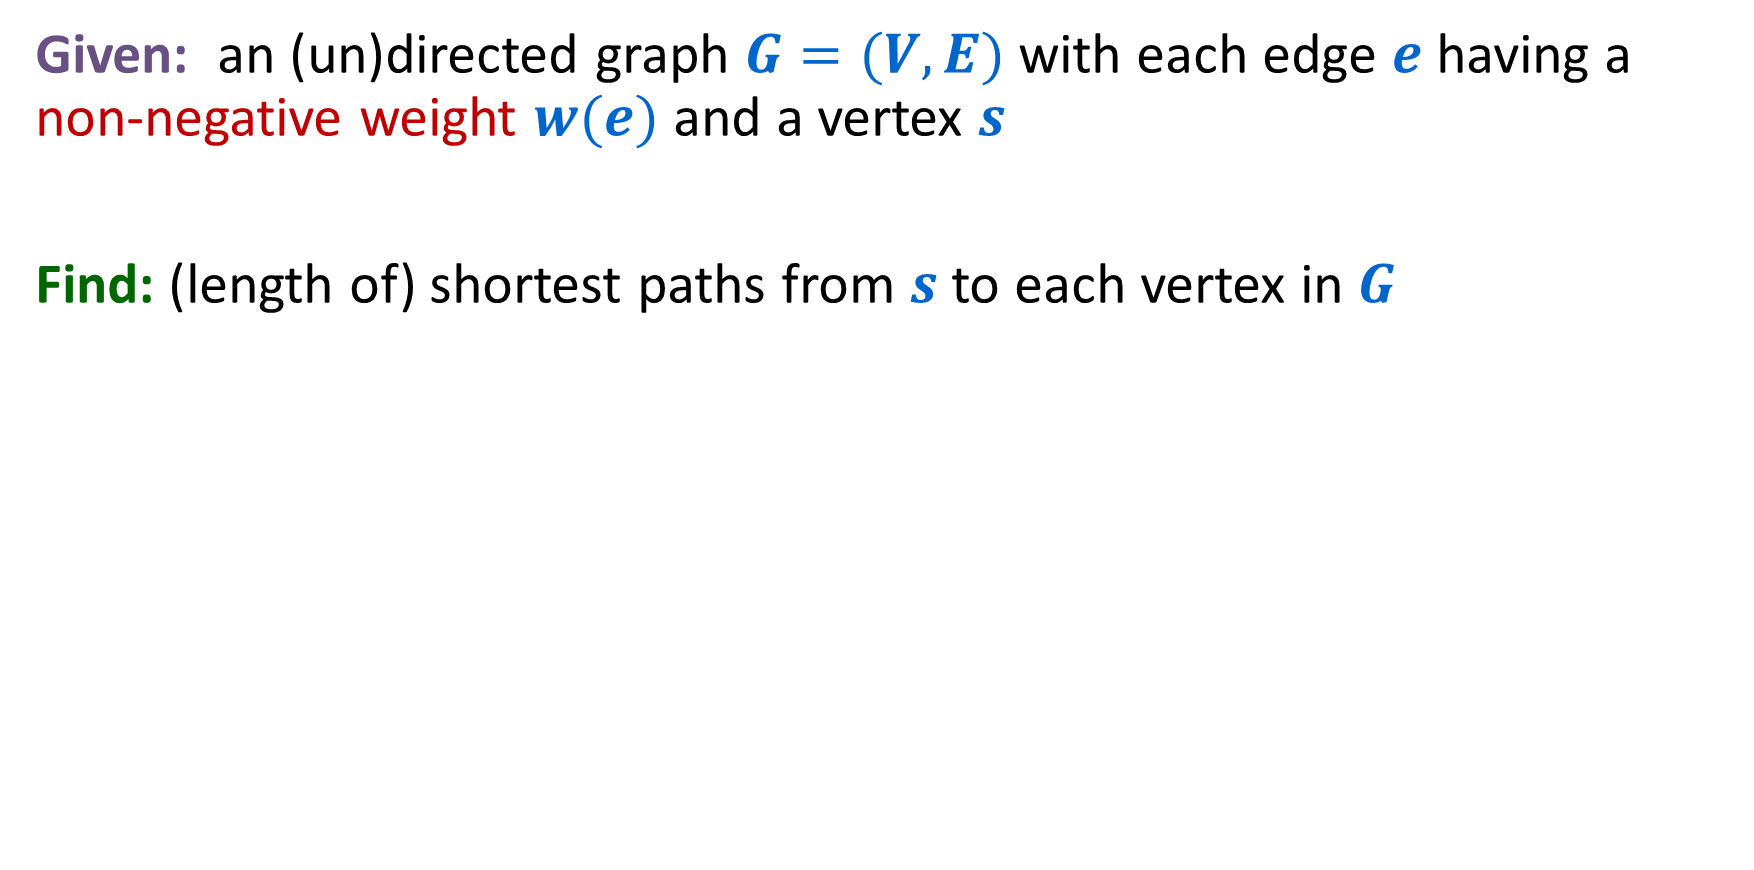 Given: an (un)directed graph G = (V, E) with each edge e having a
non-negative weight w(e) and a vertex s
Find: (length of) shortest paths from s to each vertex in G